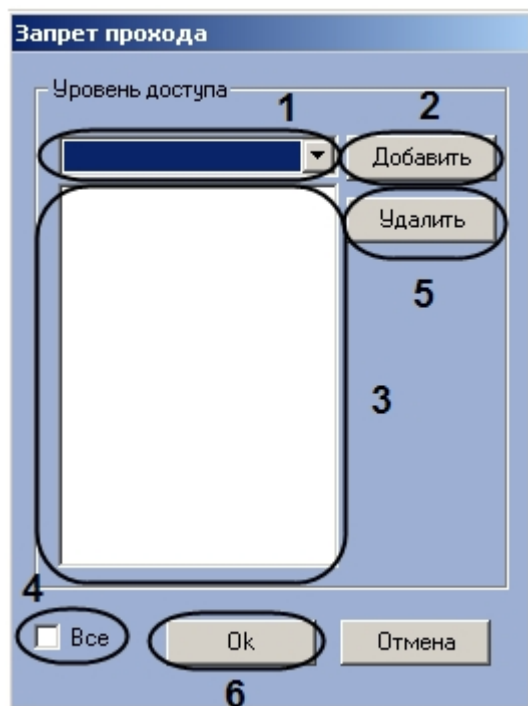 Запрет прохода
Уровень доступа
1
2
Добавить
Удалить
5
3
4
Все
Ok
Отмена
6